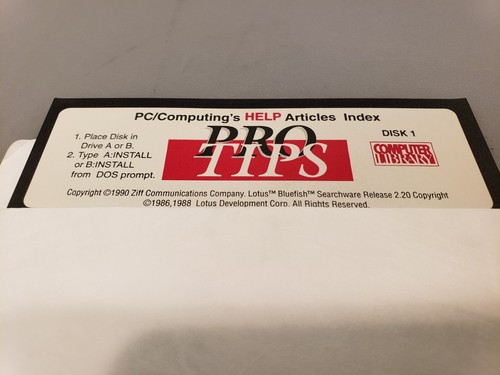 PC/Computing's HELP Articles Index
1. Place Disk in
Drive A or B.
2. Type A:INSTALL
or B:INSTALL
from DOS prompt.
PRO
TIPS
DISK 1
COMPUTER
LIBRARY
Copyright ©1990 Ziff Communications Company. Lotus™ Bluefish™ Searchware Release 2.20 Copyright
©1986,1988 Lotus Development Corp. All Rights Reserved.